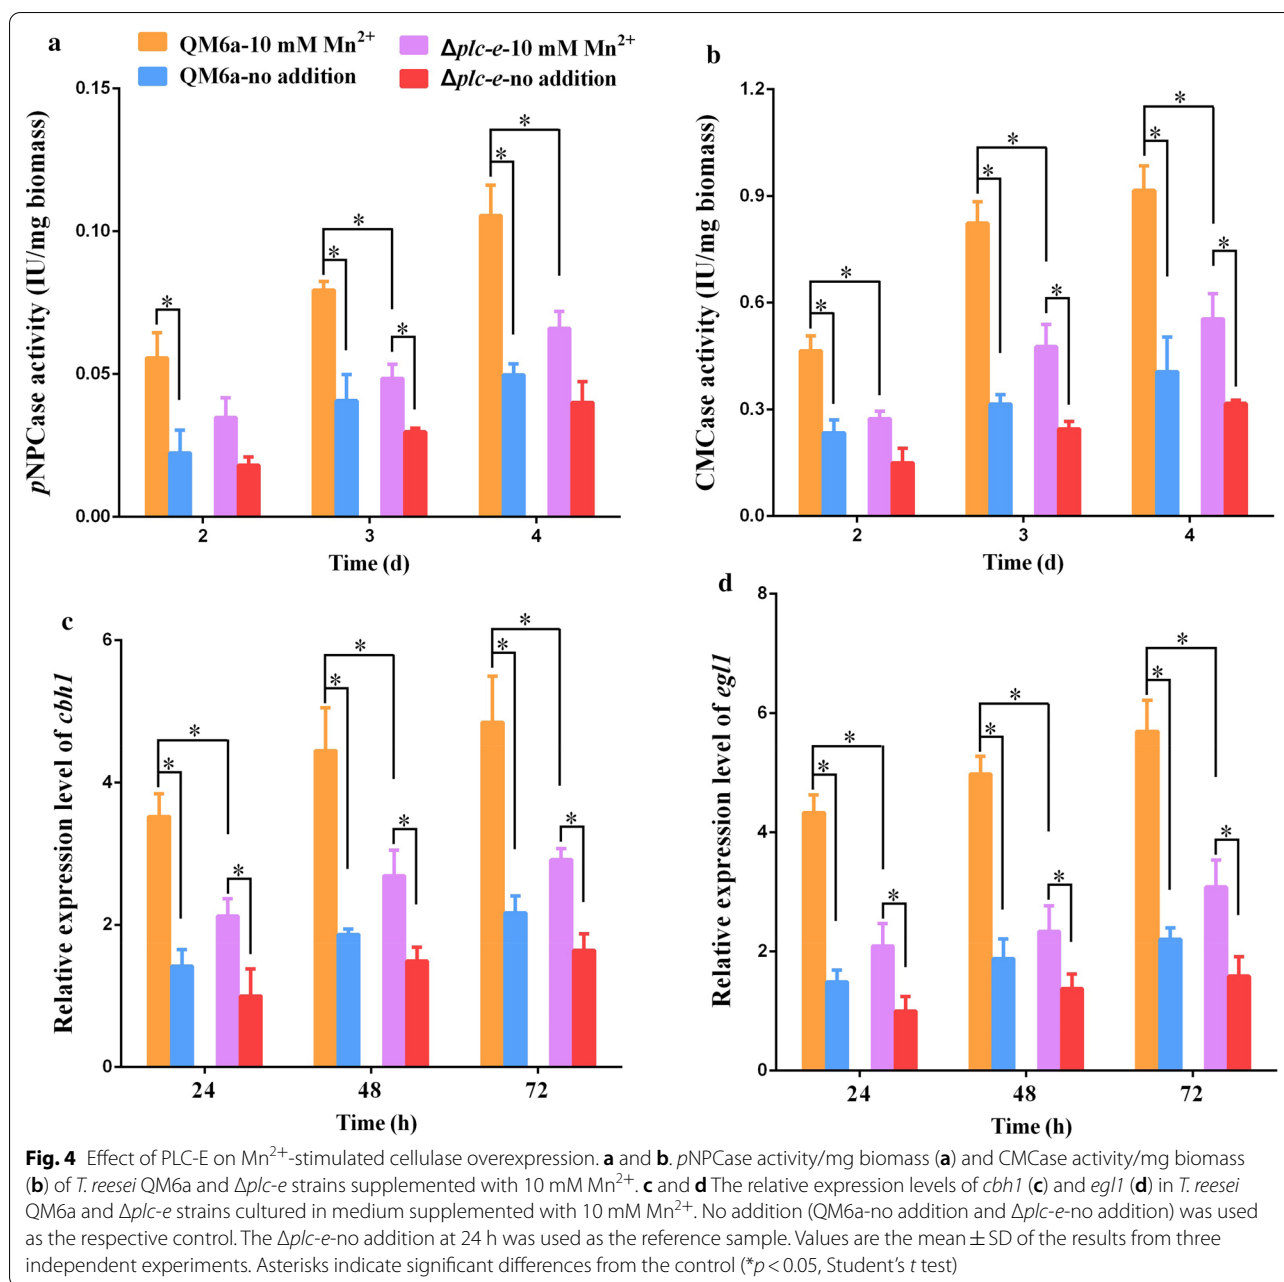 a
QM6a-10 mM Mn²⁺
Δplc-e-10 mM Mn²⁺
QM6a-no addition
Δplc-e-no addition
pNPCase activity (IU/mg biomass)
0.15
0.10
0.05
0.00
* * * * * *
2 3 4
Time (d)
b
CMCase activity (IU/mg biomass)
1.2
0.9
0.6
0.3
0.0
* * * * * * * *
2 3 4
Time (d)
c
Relative expression level of cbh1
6
4
2
0
* * * * * * * * *
24 48 72
Time (h)
d
Relative expression level of egl1
8
6
4
2
0
* * * * * * * * *
24 48 72
Time (h)
Fig. 4 Effect of PLC-E on Mn²⁺-stimulated cellulase overexpression. a and b. pNPCase activity/mg biomass (a) and CMCase activity/mg biomass
(b) of T. reesei QM6a and Δplc-e strains supplemented with 10 mM Mn²⁺. c and d The relative expression levels of cbh1 (c) and egl1 (d) in T. reesei
QM6a and Δplc-e strains cultured in medium supplemented with 10 mM Mn²⁺. No addition (QM6a-no addition and Δplc-e-no addition) was used
as the respective control. The Δplc-e-no addition at 24 h was used as the reference sample. Values are the mean ± SD of the results from three
independent experiments. Asterisks indicate significant differences from the control (*p < 0.05, Student's t test)